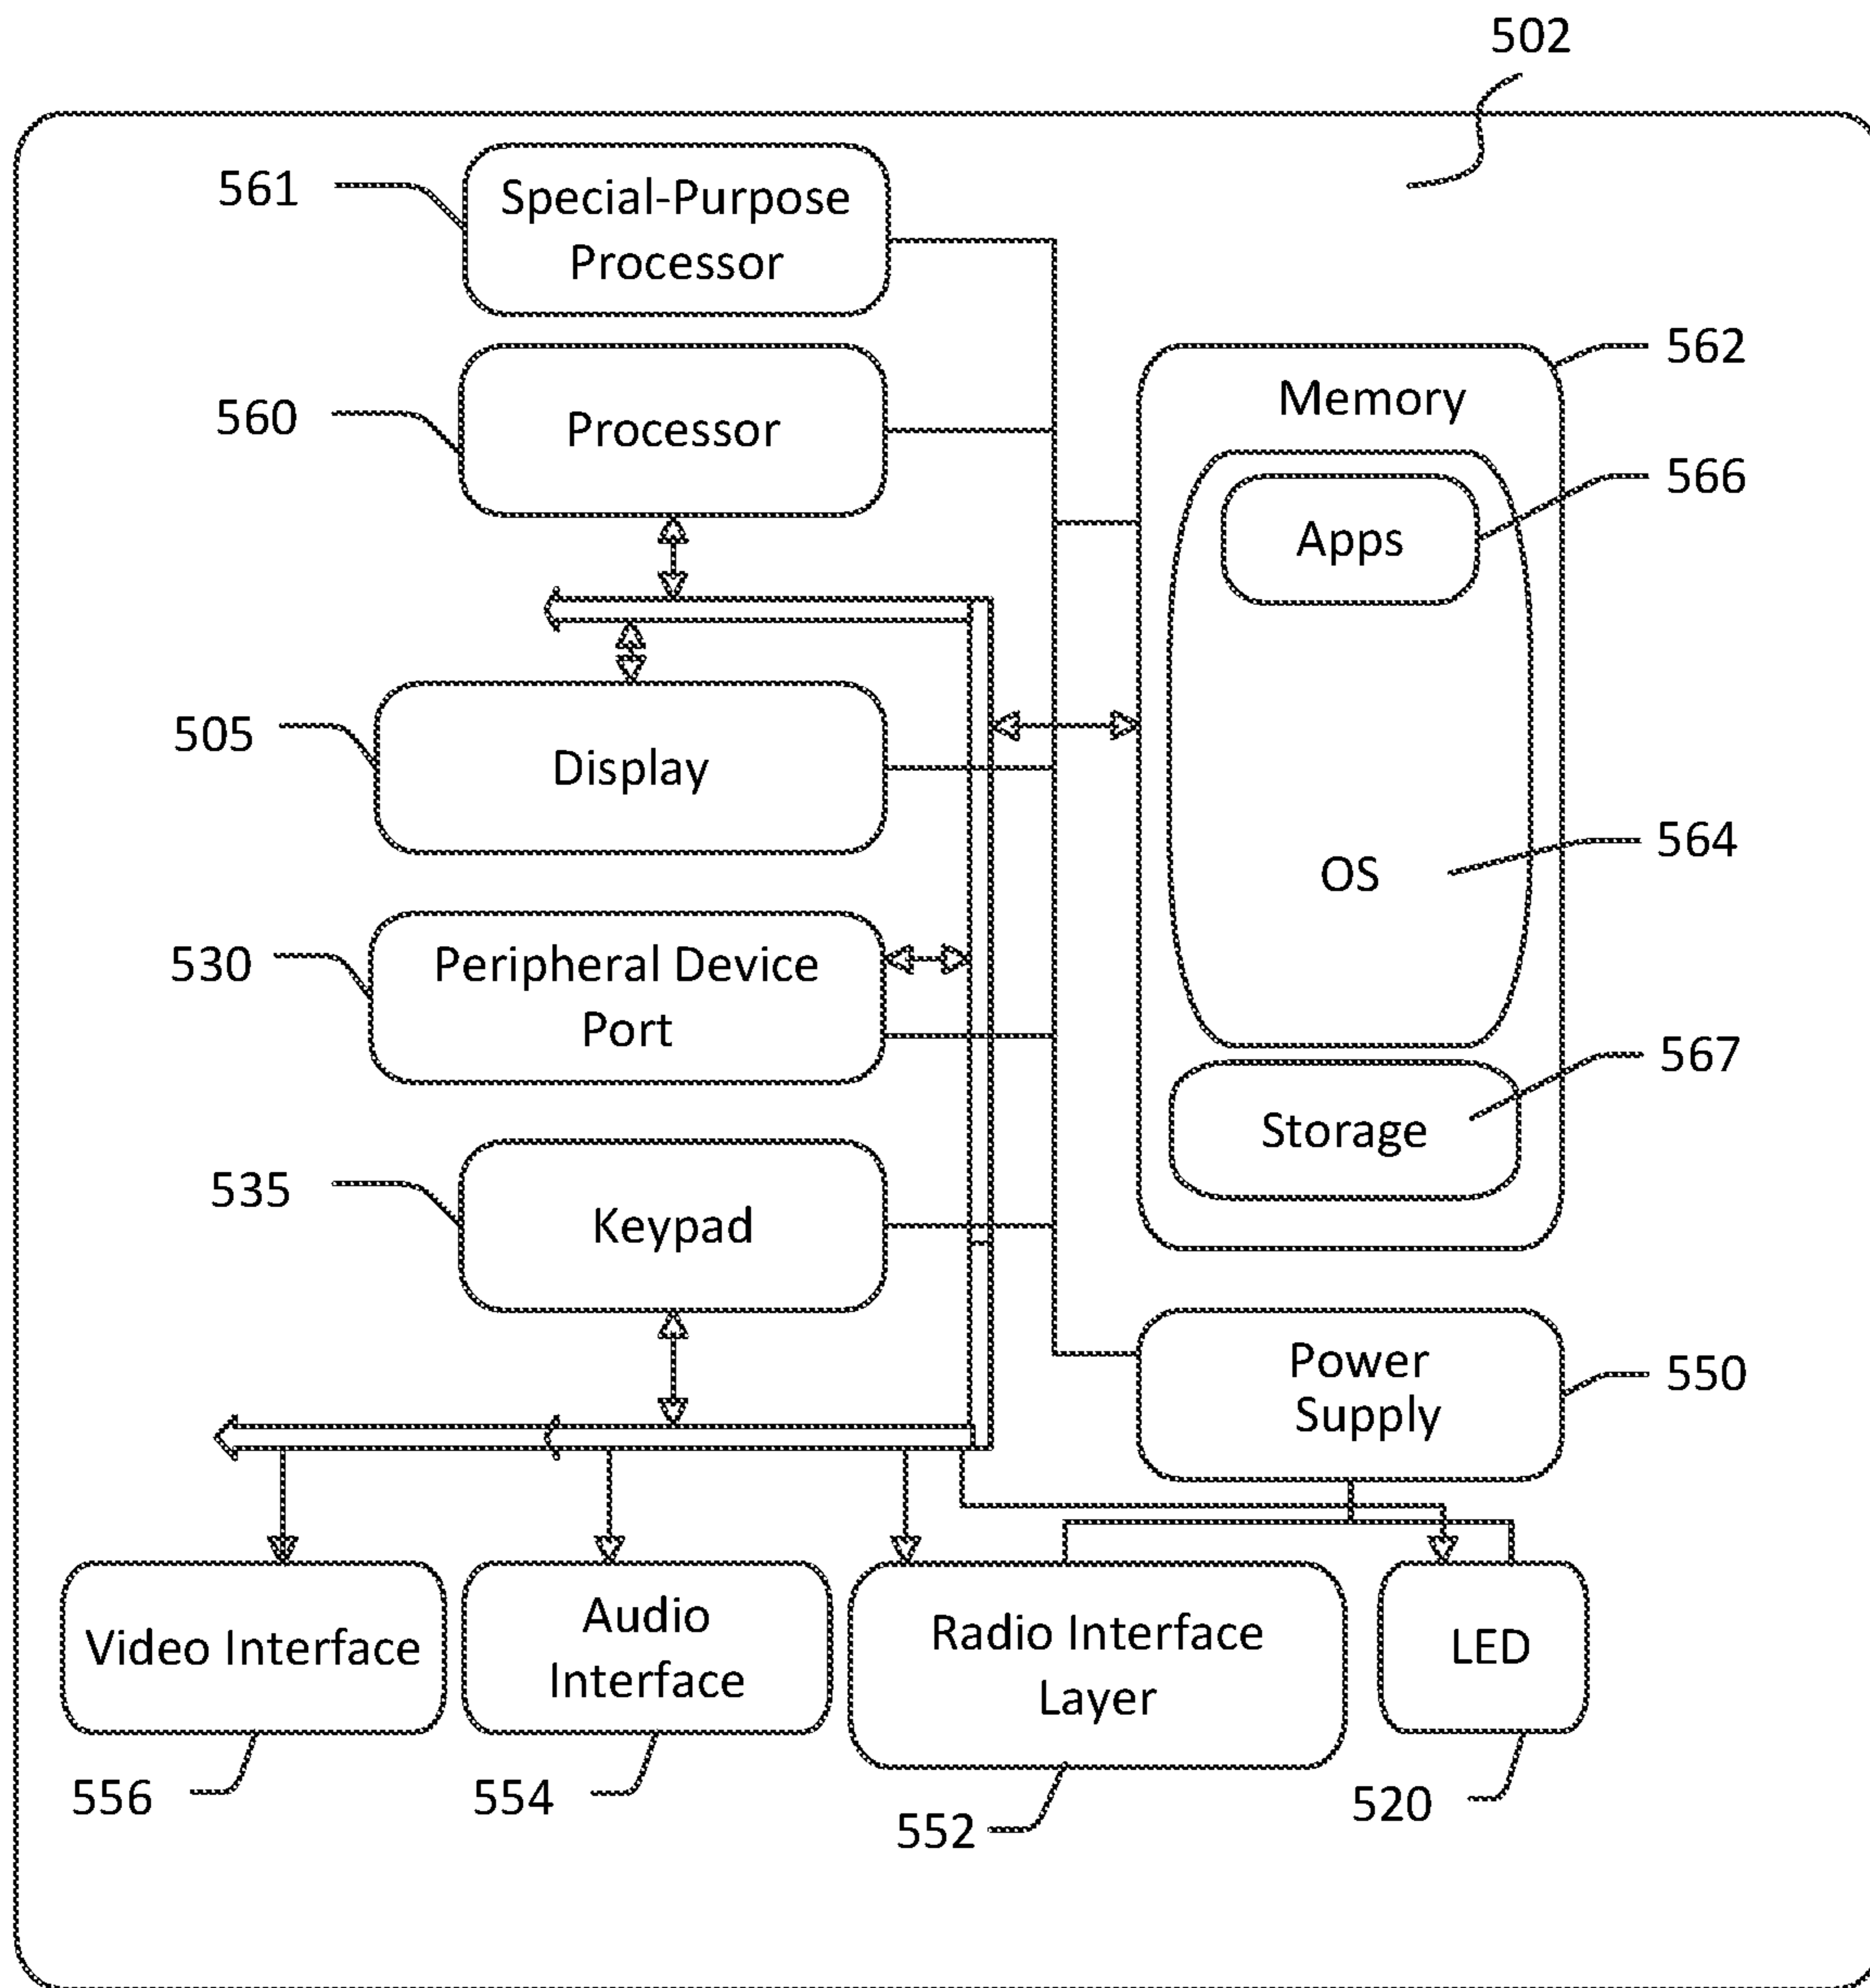 502
561
Special-Purpose
Processor
562
Memory
560
Processor
566
Apps
505
Display
564
OS
530
Peripheral Device
Port
567
Storage
535
Keypad
Power
Supply
550
Video Interface
Audio
Interface
Radio Interface
Layer
LED
556
554
552
520